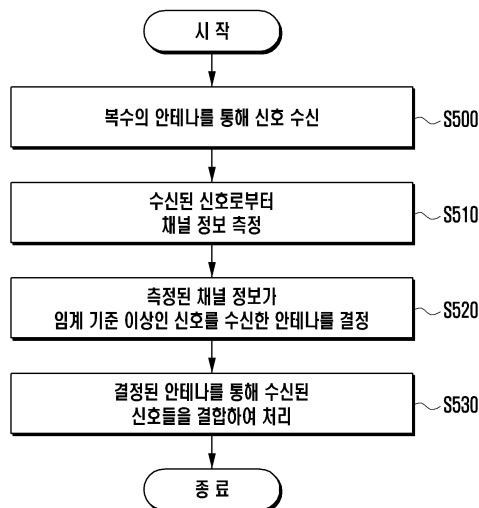 시 작
복수의 안테나를 통해 신호 수신
S500
수신된 신호로부터
채널 정보 측정
S510
측정된 채널 정보가
임계 기준 이상인 신호를 수신한 안테나를 결정
S520
결정된 안테나를 통해 수신된
신호들을 결합하여 처리
S530
종 료